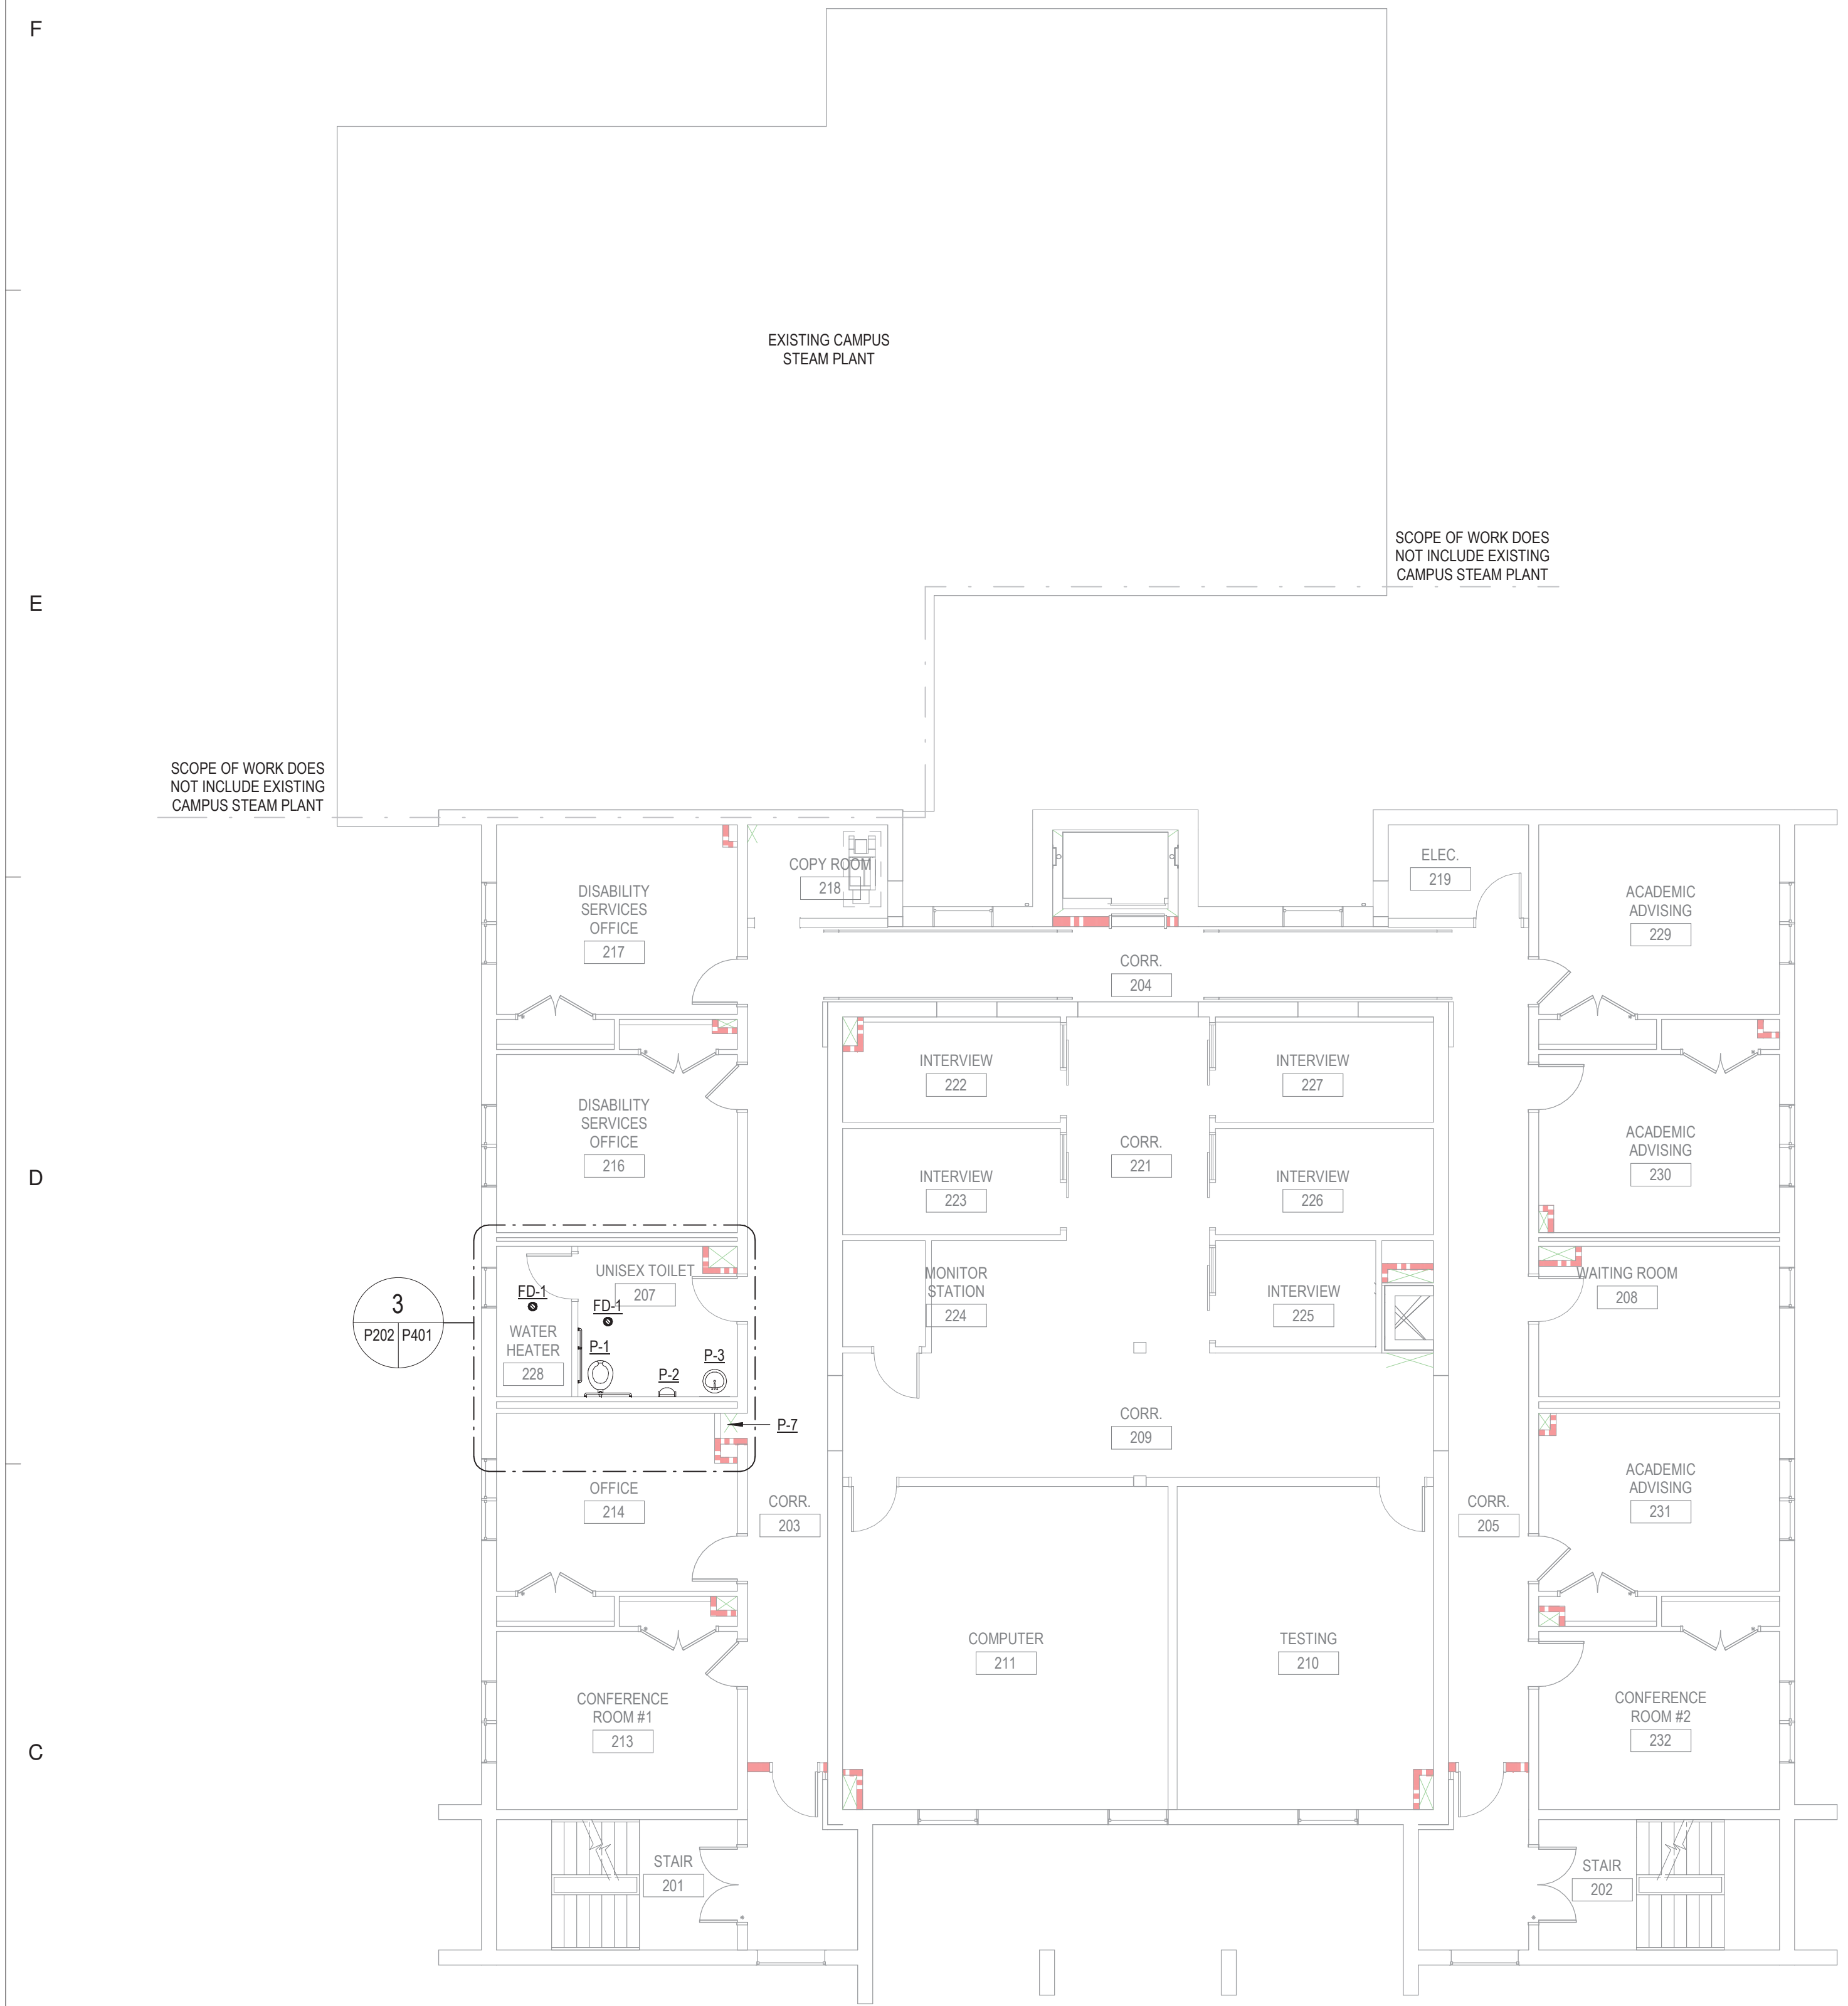 F
EXISTING CAMPUS
STEAM PLANT
SCOPE OF WORK DOES
NOT INCLUDE EXISTING
CAMPUS STEAM PLANT
E
SCOPE OF WORK DOES
NOT INCLUDE EXISTING
CAMPUS STEAM PLANT
COPY ROOM
218
ELEC.
219
DISABILITY
SERVICES
OFFICE
217
ACADEMIC
ADVISING
229
CORR.
204
INTERVIEW
222
INTERVIEW
227
DISABILITY
SERVICES
OFFICE
216
CORR.
221
ACADEMIC
ADVISING
230
INTERVIEW
223
INTERVIEW
226
D
UNISEX TOILET
207
MONITOR
STATION
224
INTERVIEW
225
WAITING ROOM
208
3
P202
P401
FD-1
FD-1
WATER
HEATER
228
P-1
P-2
P-3
P-7
CORR.
209
OFFICE
214
CORR.
203
CORR.
205
ACADEMIC
ADVISING
231
COMPUTER
211
TESTING
210
CONFERENCE
ROOM #1
213
CONFERENCE
ROOM #2
232
C
STAIR
201
STAIR
202